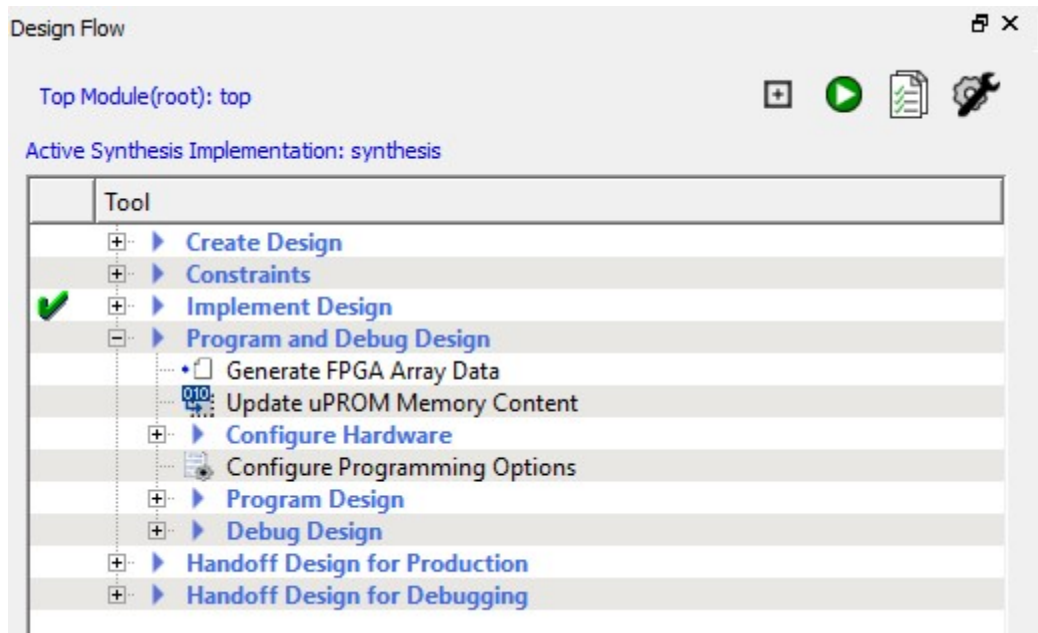 Design Flow
Top Module(root): top
Active Synthesis Implementation: synthesis
Tool
Create Design
Constraints
Implement Design
Program and Debug Design
Generate FPGA Array Data
010
Update uPROM Memory Content
Configure Hardware
Configure Programming Options
Program Design
Debug Design
Handoff Design for Production
Handoff Design for Debugging